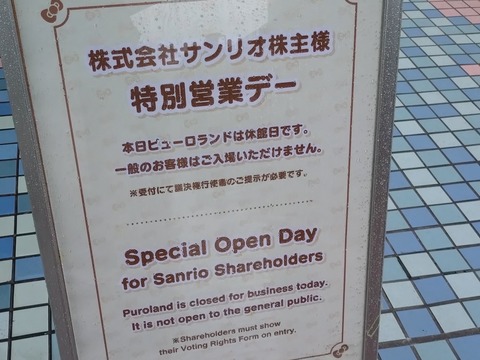 株式会社サンリオ株主様
特別営業デー
本日ピューロランドは休館日です。
一般のお客様はご入場いただけません。
※受付にて議決権行使書のご提示が必要です。
Special Open Day
for Sanrio Shareholders
Puroland is closed for business today.
It is not open to the general public.
※Shareholders must show
their Voting Rights Form on entry.